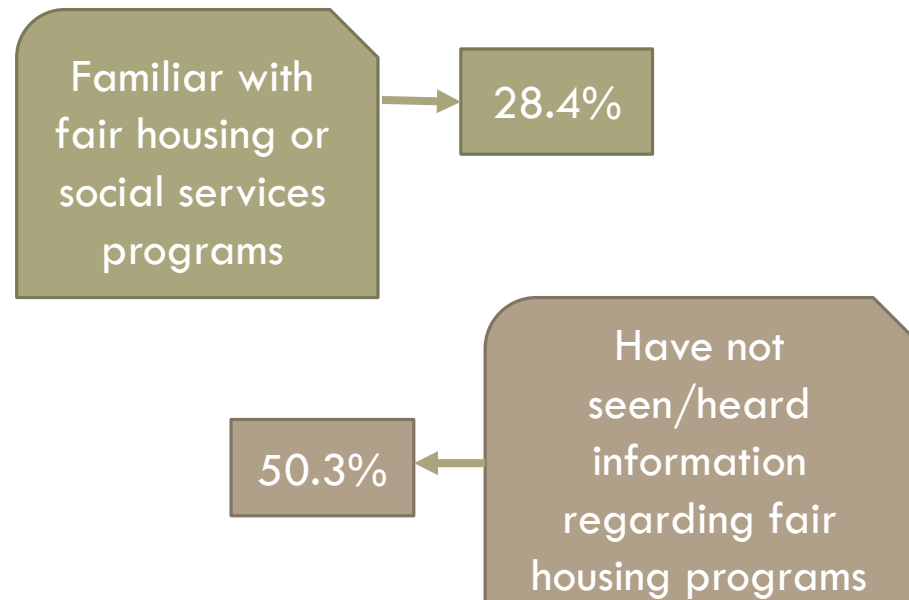 Familiar with
fair housing or
social services
programs
28.4%
Have not
seen/heard
information
regarding fair
housing programs
50.3%